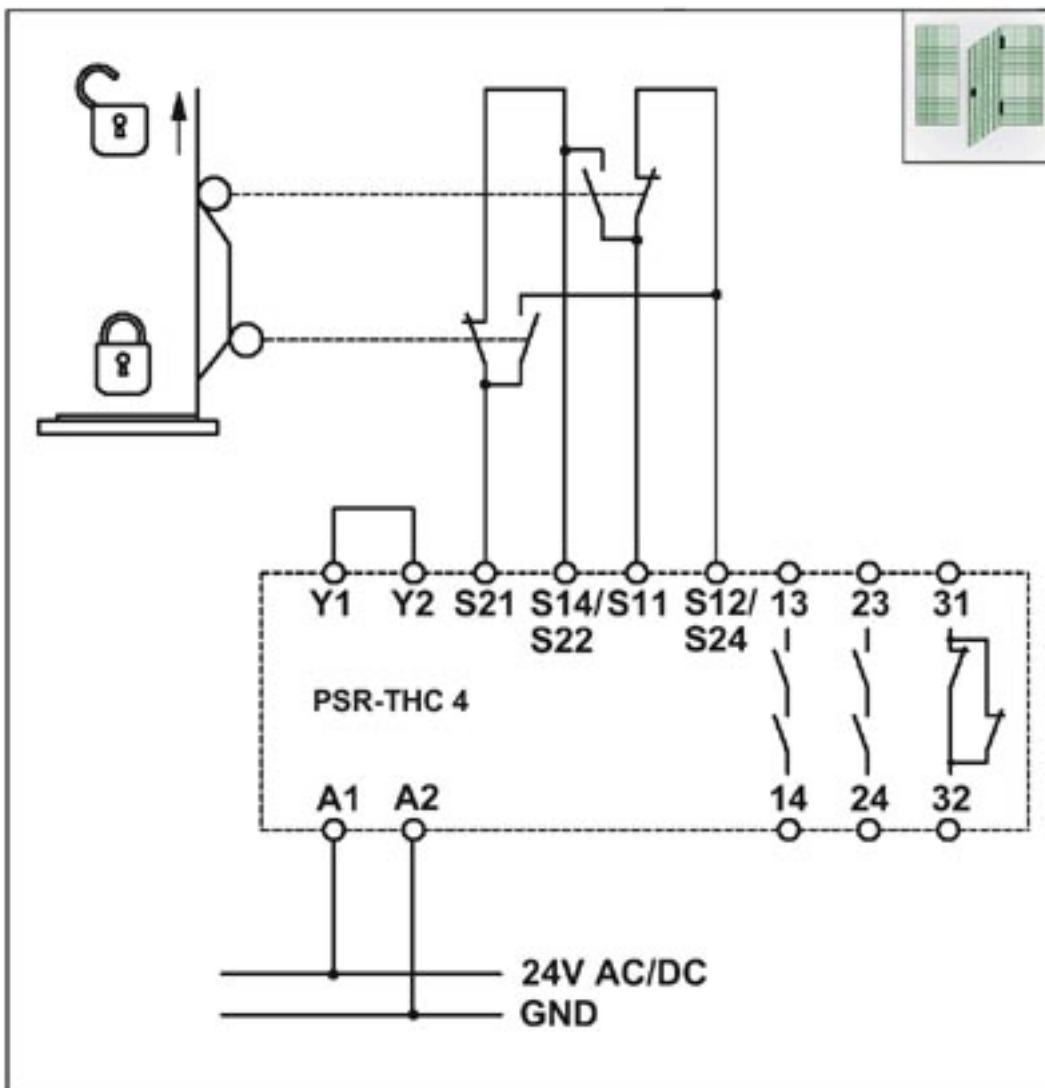 Y1 Y2 S21 S14/ S11 S12/ 13 23 31
S22 S24
PSR-THC 4
A1 A2 14 24 32
24V AC/DC
GND